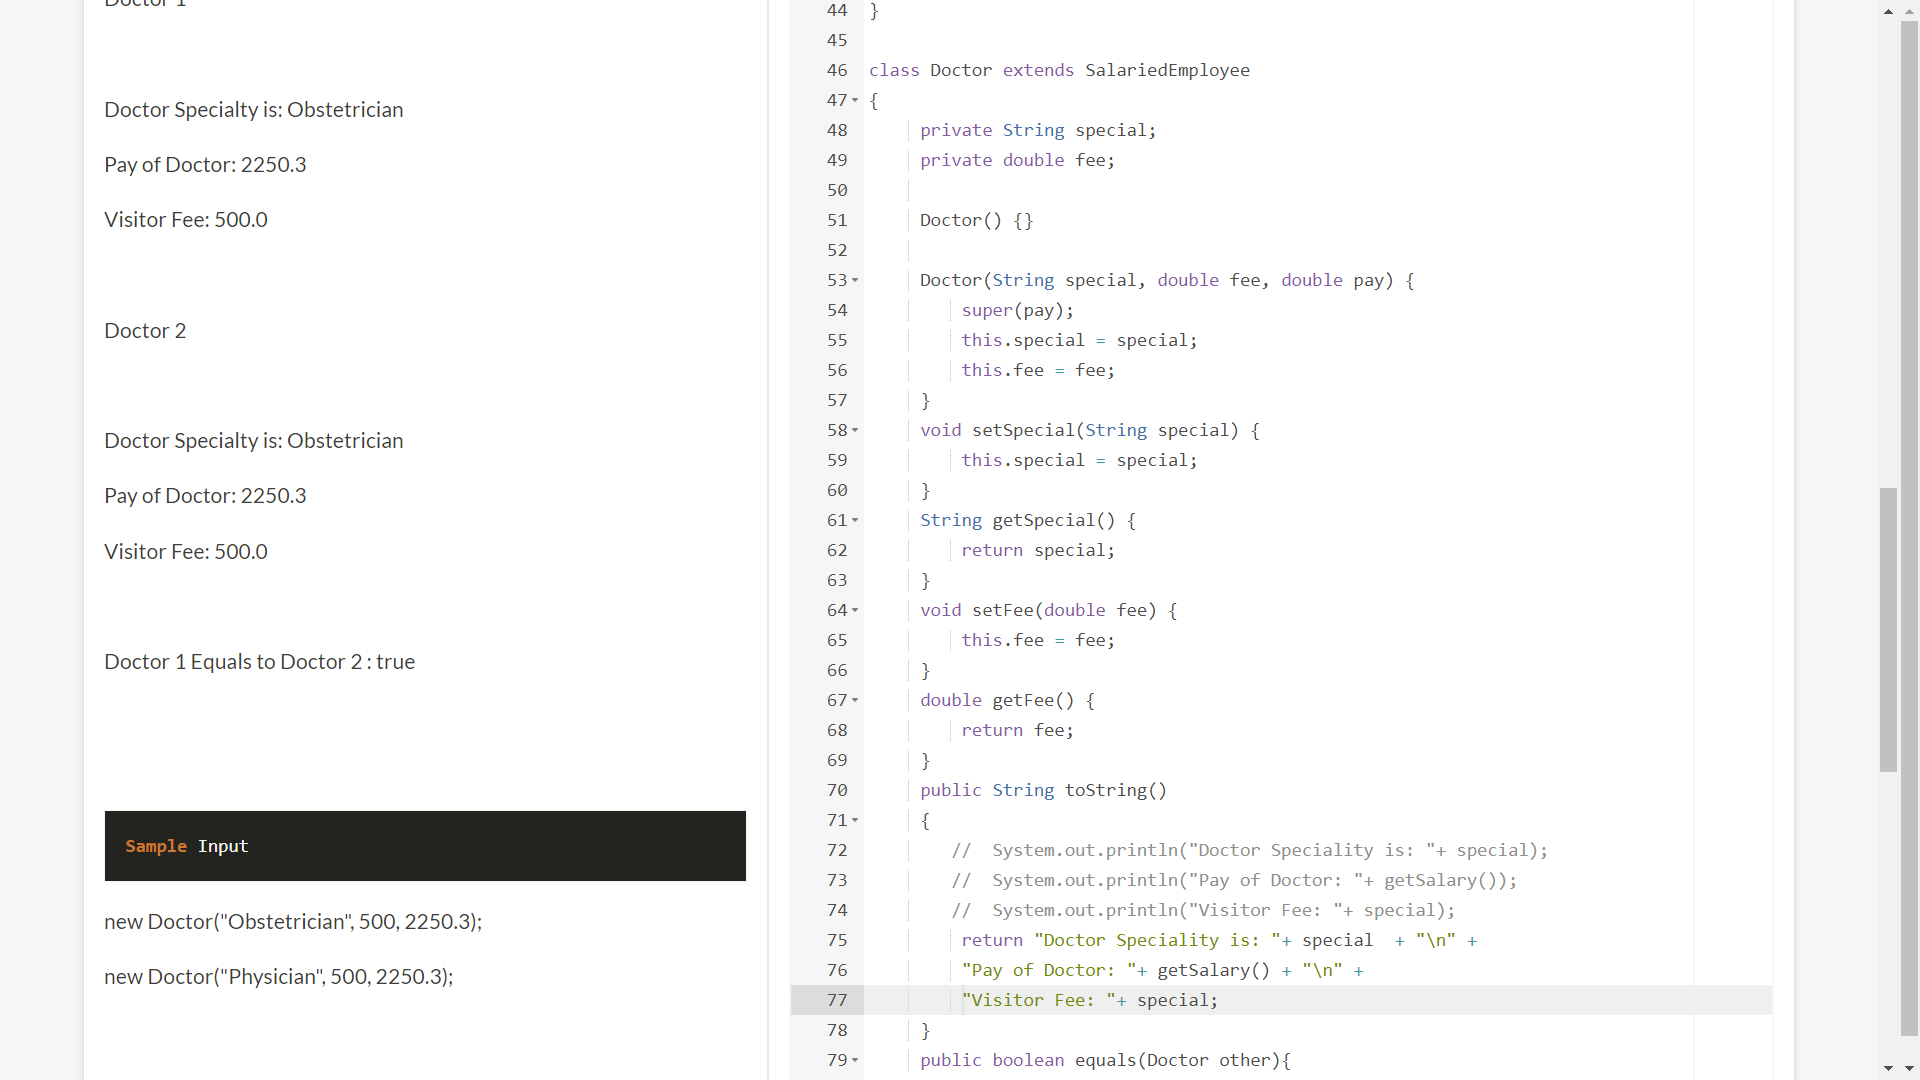 Doctor 1
Doctor Specialty is: Obstetrician
Pay of Doctor: 2250.3
Visitor Fee: 500.0
Doctor 2
Doctor Specialty is: Obstetrician
Pay of Doctor: 2250.3
Visitor Fee: 500.0
Doctor 1 Equals to Doctor 2 : true
Sample Input
new Doctor("Obstetrician", 500, 2250.3);
new Doctor("Physician", 500, 2250.3);
44 }
45
46 class Doctor extends SalariedEmployee
47 {
48 private String special;
49 private double fee;
50
51 Doctor() {}
52
53 Doctor(String special, double fee, double pay) {
54 super(pay);
55 this.special = special;
56 this.fee = fee;
57 }
58 void setSpecial(String special) {
59 this.special = special;
60 }
61 String getSpecial() {
62 return special;
63 }
64 void setFee(double fee) {
65 this.fee = fee;
66 }
67 double getFee() {
68 return fee;
69 }
70 public String toString()
71 {
72 //  System.out.println("Doctor Speciality is: "+ special);
73 //  System.out.println("Pay of Doctor: "+ getSalary());
74 //  System.out.println("Visitor Fee: "+ special);
75 return "Doctor Speciality is: "+ special  + "\n" +
76 "Pay of Doctor: "+ getSalary() + "\n" +
77 "Visitor Fee: "+ special;
78 }
79 public boolean equals(Doctor other){